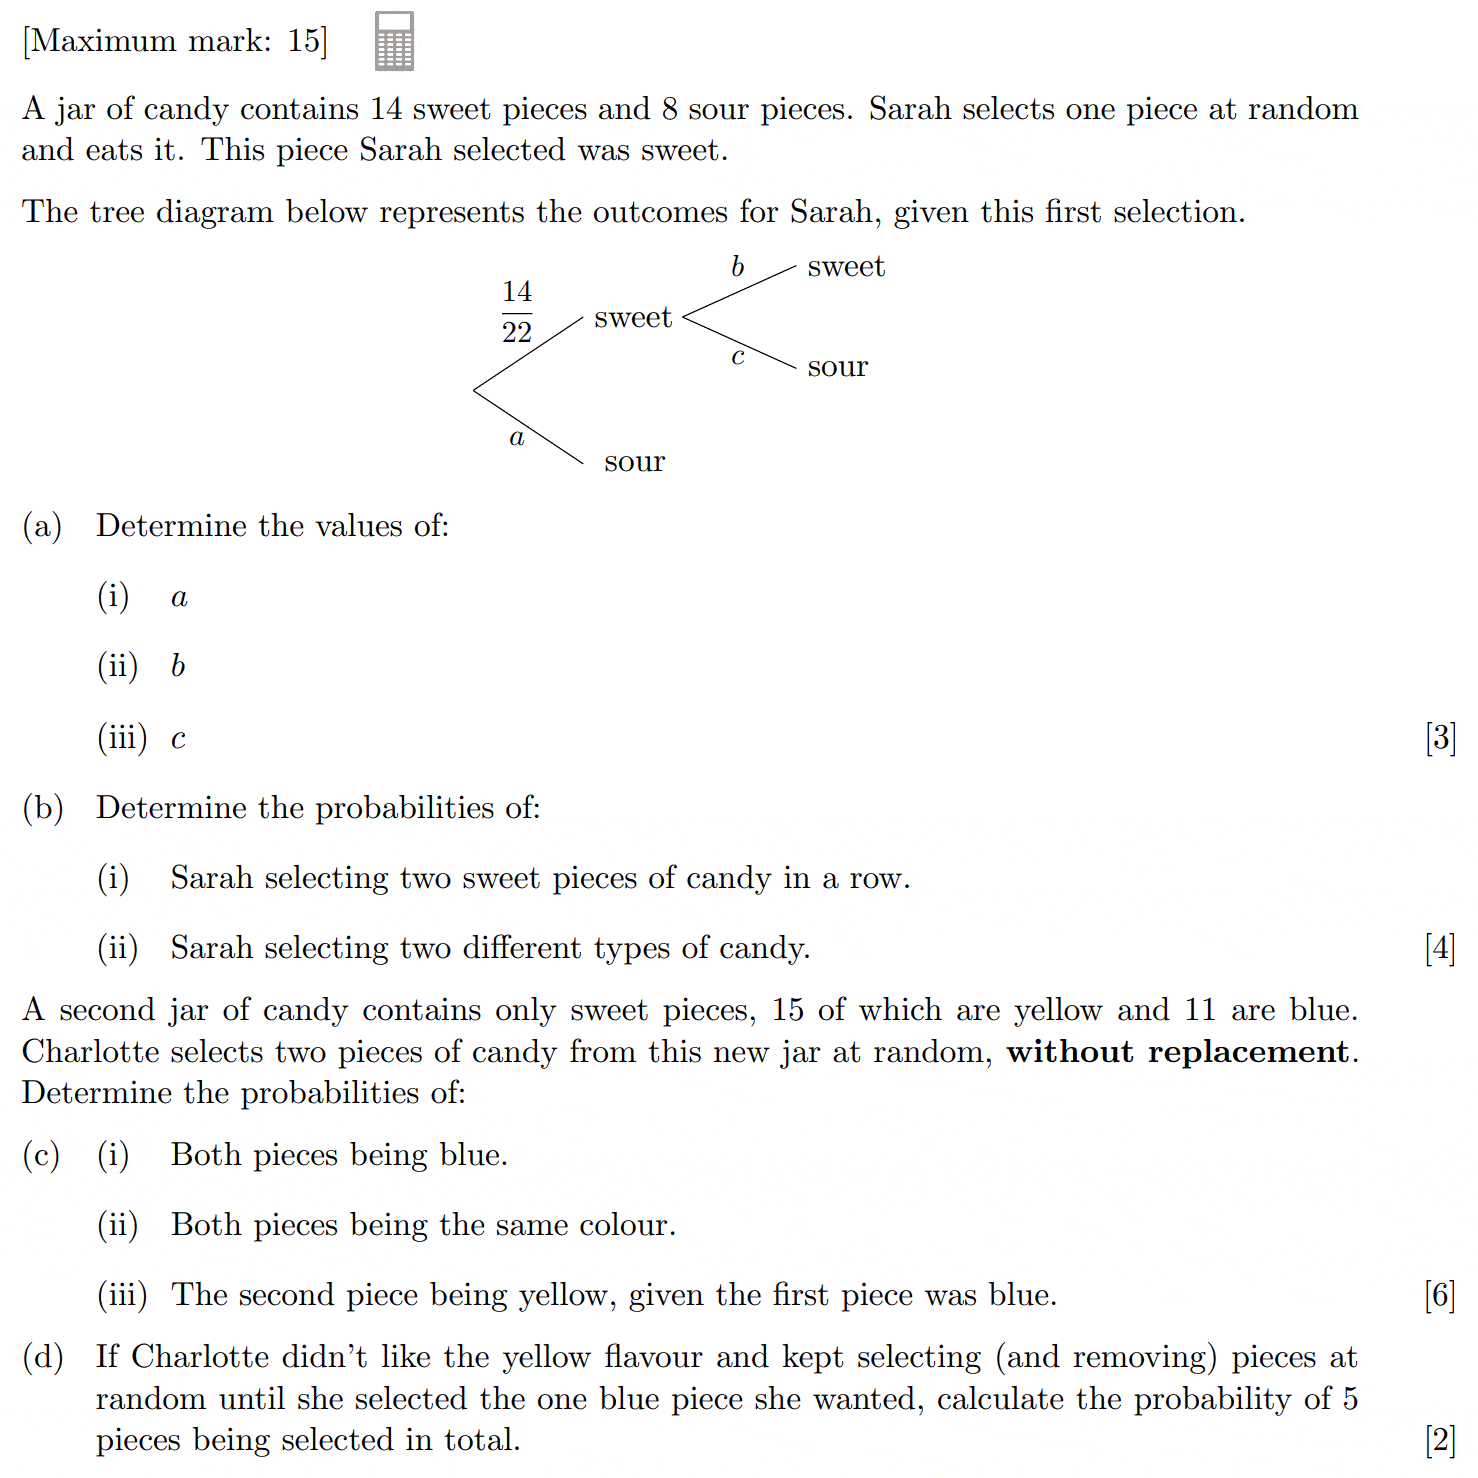 [Maximum mark: 15]
A jar of candy contains 14 sweet pieces and 8 sour pieces. Sarah selects one piece at random
and eats it. This piece Sarah selected was sweet.
The tree diagram below represents the outcomes for Sarah, given this first selection.
b sweet
14
22
sweet
c
sour
a
sour
(a) Determine the values of:
(i) a
(ii) b
(iii) c [3]
(b) Determine the probabilities of:
(i) Sarah selecting two sweet pieces of candy in a row.
(ii) Sarah selecting two different types of candy. [4]
A second jar of candy contains only sweet pieces, 15 of which are yellow and 11 are blue.
Charlotte selects two pieces of candy from this new jar at random, without replacement.
Determine the probabilities of:
(c) (i) Both pieces being blue.
(ii) Both pieces being the same colour.
(iii) The second piece being yellow, given the first piece was blue. [6]
(d) If Charlotte didn't like the yellow flavour and kept selecting (and removing) pieces at
random until she selected the one blue piece she wanted, calculate the probability of 5
pieces being selected in total. [2]